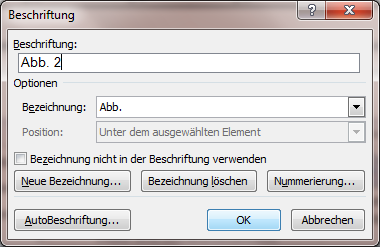 Beschriftung
Beschriftung:
Abb. 2
Optionen
Bezeichnung: Abb.
Position: Unter dem ausgewählten Element
Bezeichnung nicht in der Beschriftung verwenden
Neue Bezeichnung... Bezeichnung löschen Nummerierung...
AutoBeschriftung... OK Abbrechen